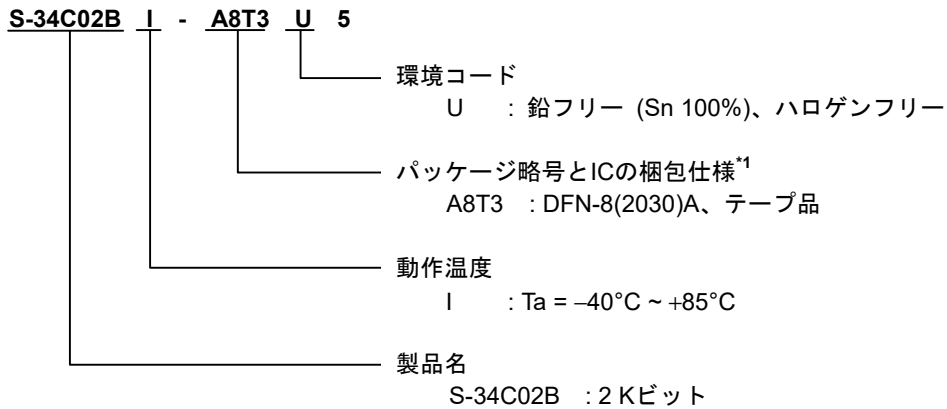 S-34C02B I - A8T3 U 5
環境コード
U : 鉛フリー (Sn 100%)、ハロゲンフリー
パッケージ略号とICの梱包仕様*1
A8T3 : DFN-8(2030)A、テープ品
動作温度
I : Ta = −40°C ~ +85°C
製品名
S-34C02B : 2 Kビット